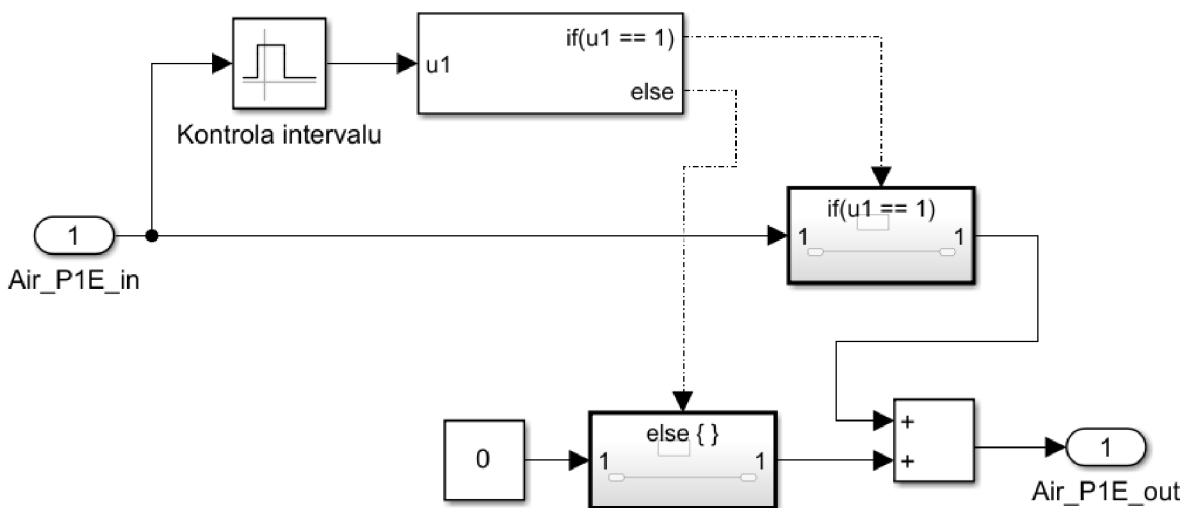 if(u1 == 1)
u1
else
Kontrola intervalu
if(u1 == 1)
1
1
1
Air_P1E_in
+
else { }
0
1
1
+
1
Air_P1E_out